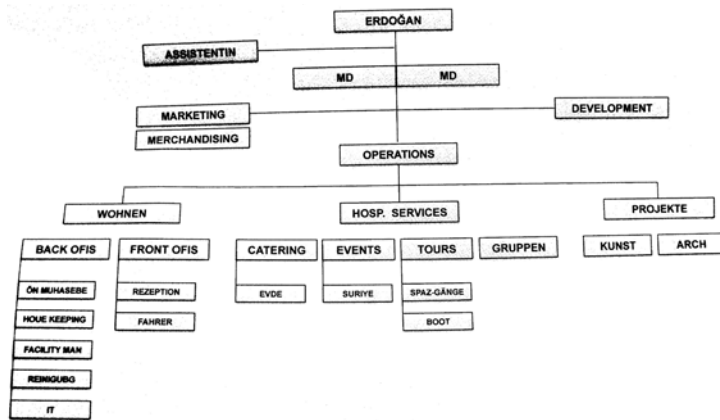 ERDOĞAN
ASSISTENTIN
MD MD
MARKETING
DEVELOPMENT
MERCHANDISING
OPERATIONS
WOHNEN
HOSP. SERVICES
PROJEKTE
BACK OFIS
FRONT OFIS
CATERING
EVENTS
TOURS
GRUPPEN
KUNST
ARCH
ÖN MUHASEBE
REZEPTION
EVDE
SURIYE
SPAZ-GÄNGE
HOUE KEEPING
FAHRER
BOOT
FACILITY MAN
REINIGUBG
IT